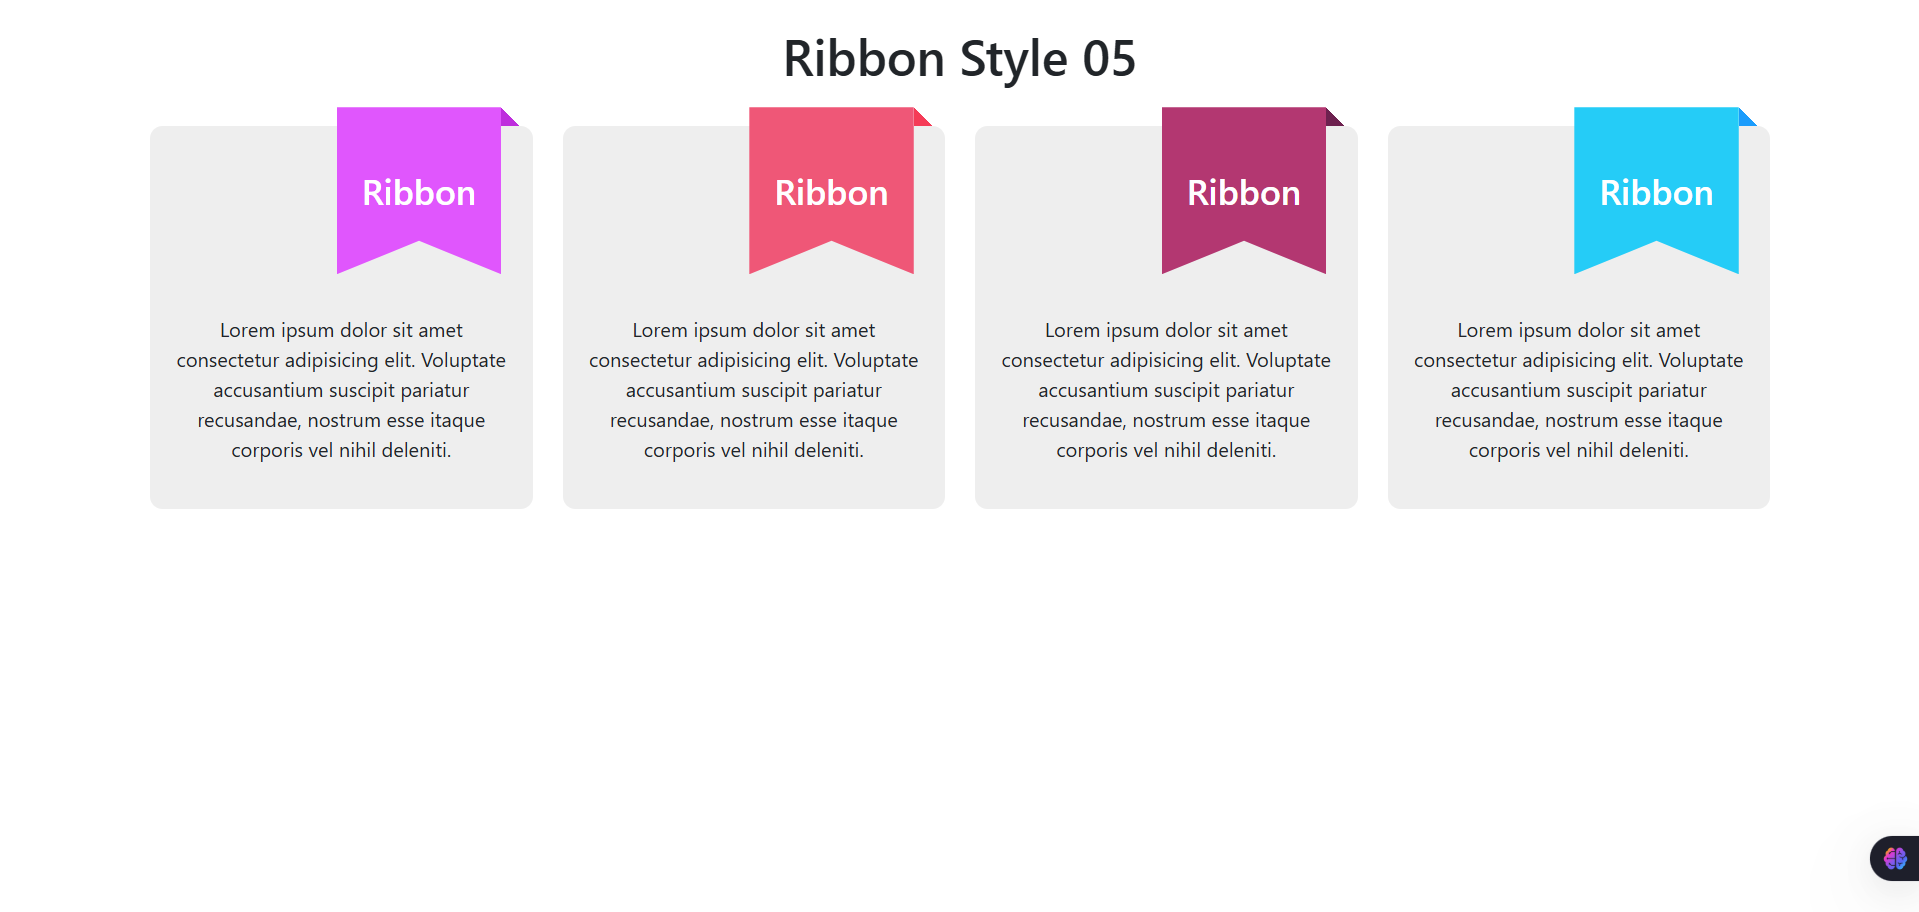 Ribbon Style 05
Ribbon
Lorem ipsum dolor sit amet
consectetur adipisicing elit. Voluptate
accusantium suscipit pariatur
recusandae, nostrum esse itaque
corporis vel nihil deleniti.
Ribbon
Lorem ipsum dolor sit amet
consectetur adipisicing elit. Voluptate
accusantium suscipit pariatur
recusandae, nostrum esse itaque
corporis vel nihil deleniti.
Ribbon
Lorem ipsum dolor sit amet
consectetur adipisicing elit. Voluptate
accusantium suscipit pariatur
recusandae, nostrum esse itaque
corporis vel nihil deleniti.
Ribbon
Lorem ipsum dolor sit amet
consectetur adipisicing elit. Voluptate
accusantium suscipit pariatur
recusandae, nostrum esse itaque
corporis vel nihil deleniti.